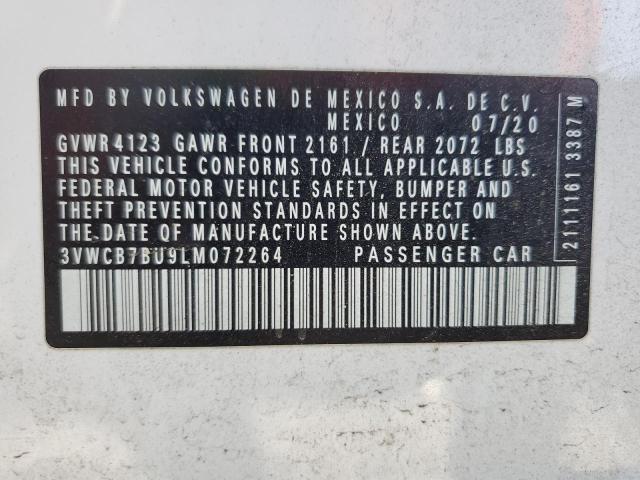 MFD BY VOLKSWAGEN DE MEXICO S.A. DE C.V.
MEXICO 07/20
GVWR 4123 GAWR FRONT 2161 / REAR 2072 LBS
THIS VEHICLE CONFORMS TO ALL APPLICABLE U.S.
FEDERAL MOTOR VEHICLE SAFETY, BUMPER AND
THEFT PREVENTION STANDARDS IN EFFECT ON
THE DATE OF MANUFACTURE SHOWN ABOVE.
3VWCB7BU9LM072264 PASSENGER CAR
2111161 3387 M